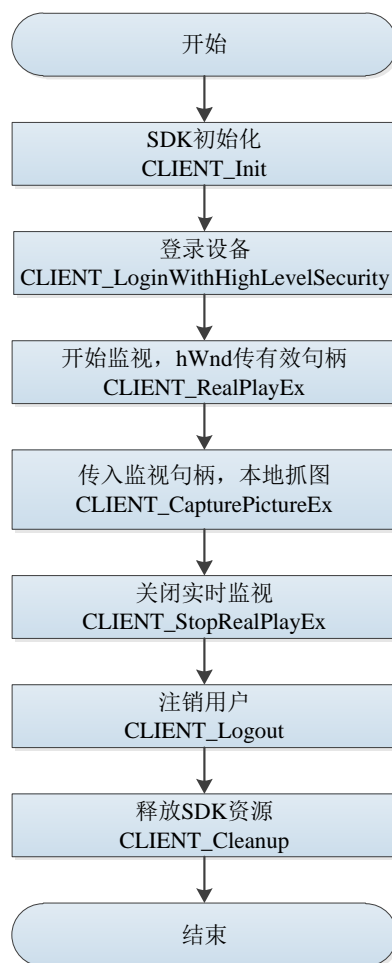 开始
SDK初始化
CLIENT_Init
登录设备
CLIENT_LoginWithHighLevelSecurity
开始监视，hWnd传有效句柄
CLIENT_RealPlayEx
传入监视句柄，本地抓图
CLIENT_CapturePictureEx
关闭实时监视
CLIENT_StopRealPlayEx
注销用户
CLIENT_Logout
释放SDK资源
CLIENT_Cleanup
结束